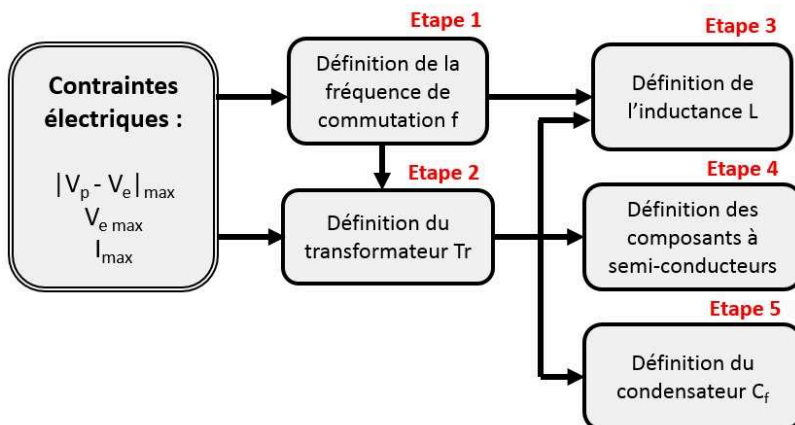 Contraintes
électriques :
|Vp - Ve|max
Ve max
Imax
Etape 1
Définition de la
fréquence de
commutation f
Etape 2
Définition du
transformateur Tr
Etape 3
Définition de
l'inductance L
Etape 4
Définition des
composants à
semi-conducteurs
Etape 5
Définition du
condensateur Cf